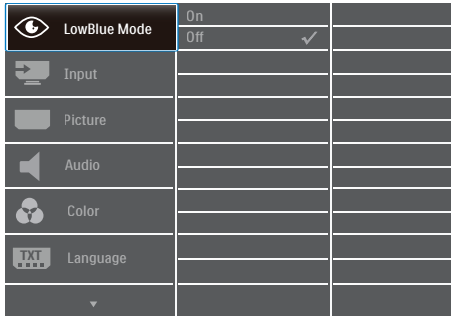 LowBlue Mode
On
Off
Input
Picture
Audio
Color
TXT
Language